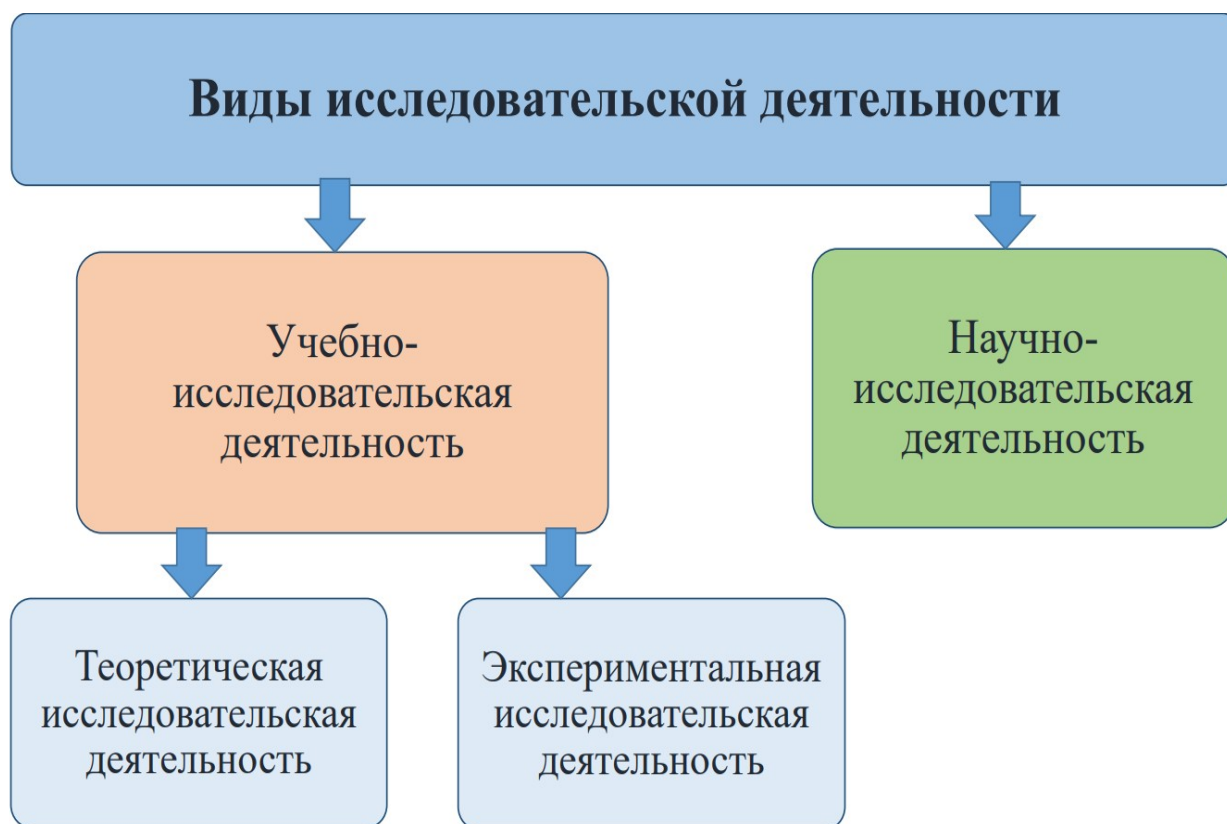 Виды исследовательской деятельности
Учебно-
исследовательская
деятельность
Научно-
исследовательская
деятельность
Теоретическая
исследовательская
деятельность
Экспериментальная
исследовательская
деятельность